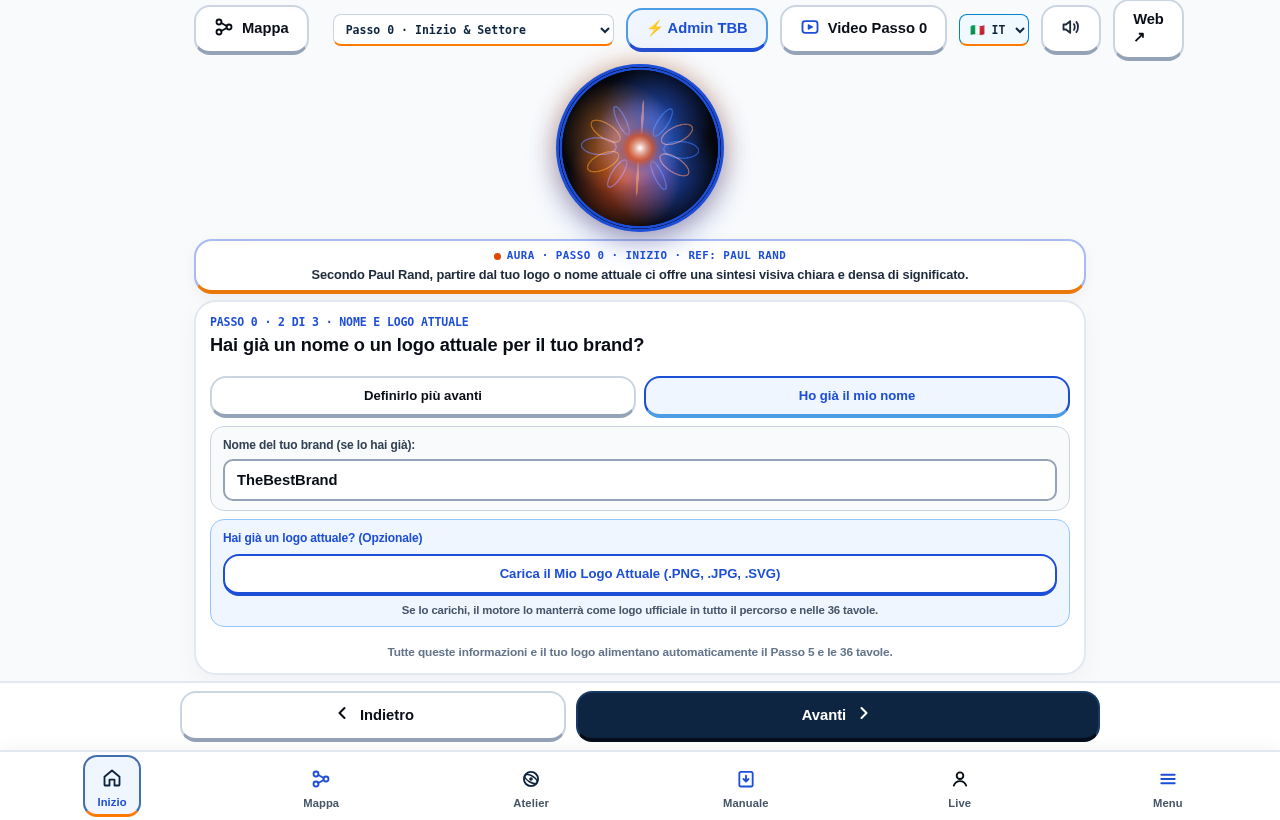 Mappa
Passo 0 · Inizio & Settore
⚡ Admin TBB
Video Passo 0
🇮🇹 IT
Web ↗
AURA · PASSO 0 · INIZIO · REF: PAUL RAND
Secondo Paul Rand, partire dal tuo logo o nome attuale ci offre una sintesi visiva chiara e densa di significato.
PASSO 0 · 2 DI 3 · NOME E LOGO ATTUALE
Hai già un nome o un logo attuale per il tuo brand?
Definirlo più avanti
Ho già il mio nome
Nome del tuo brand (se lo hai già):
TheBestBrand
Hai già un logo attuale? (Opzionale)
Carica il Mio Logo Attuale (.PNG, .JPG, .SVG)
Se lo carichi, il motore lo manterrà come logo ufficiale in tutto il percorso e nelle 36 tavole.
Tutte queste informazioni e il tuo logo alimentano automaticamente il Passo 5 e le 36 tavole.
Indietro
Avanti
Inizio
Mappa
Atelier
Manuale
Live
Menu